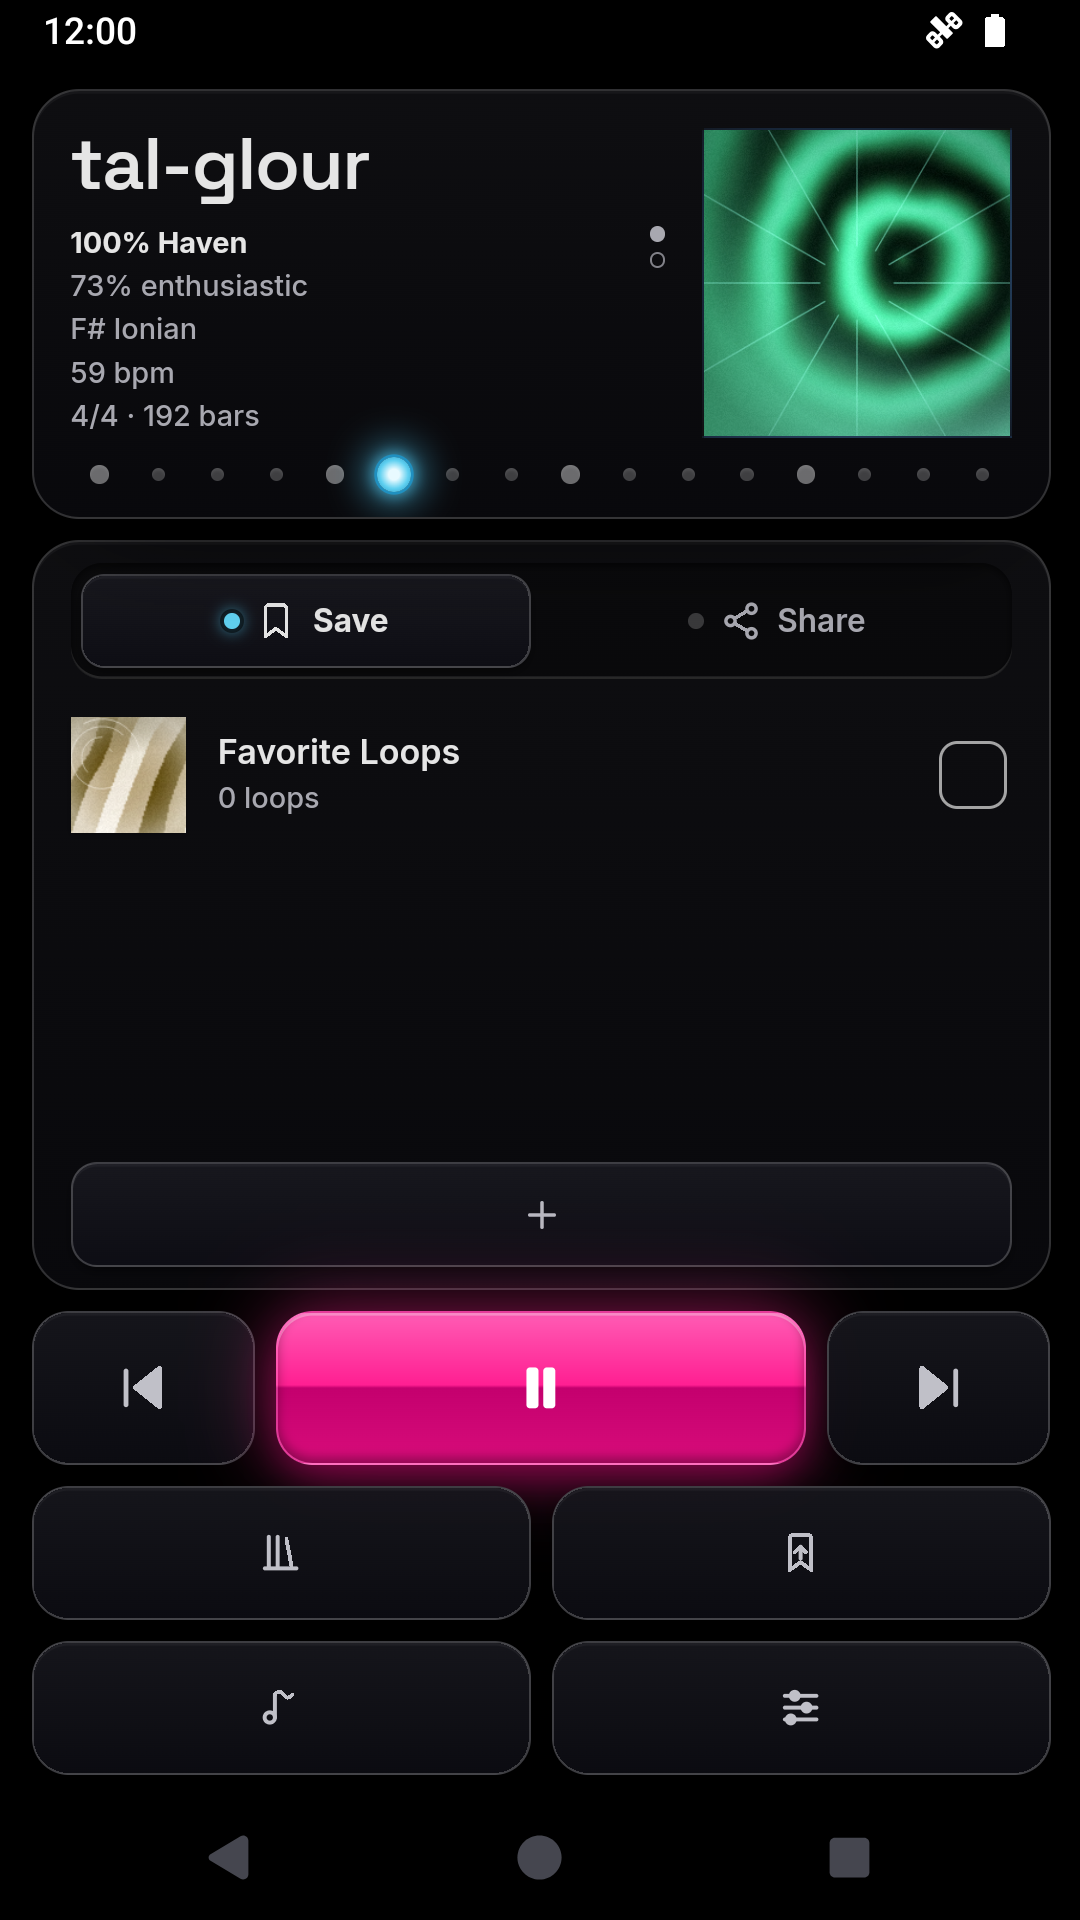 12:00
tal-glour
100% Haven
73% enthusiastic
F# Ionian
59 bpm
4/4 · 192 bars
Save
Share
Favorite Loops
0 loops